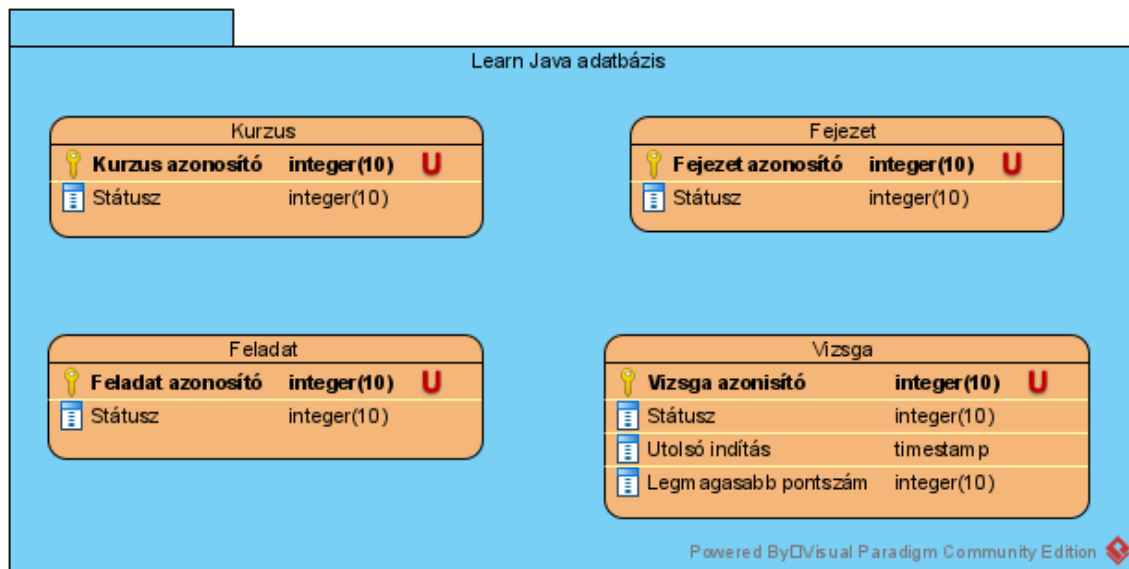 Learn Java adatbázis
Kurzus
Kurzus azonosító integer(10) U
Státusz integer(10)
Fejezet
Fejezet azonosító integer(10) U
Státusz integer(10)
Feladat
Feladat azonosító integer(10) U
Státusz integer(10)
Vizsga
Vizsga azonisító integer(10) U
Státusz integer(10)
Utolsó indítás timestamp
Legmagasabb pontszám integer(10)
Powered By□Visual Paradigm Community Edition